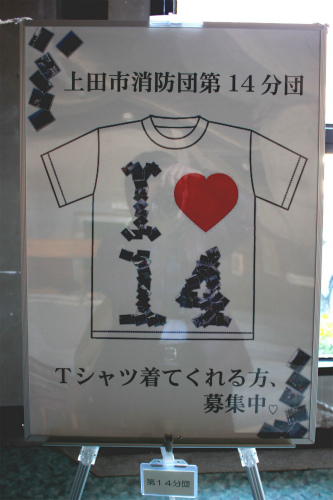 上田市消防団第14分団
I ♥
14
Tシャツ着てくれる方、
募集中♡
第14分団